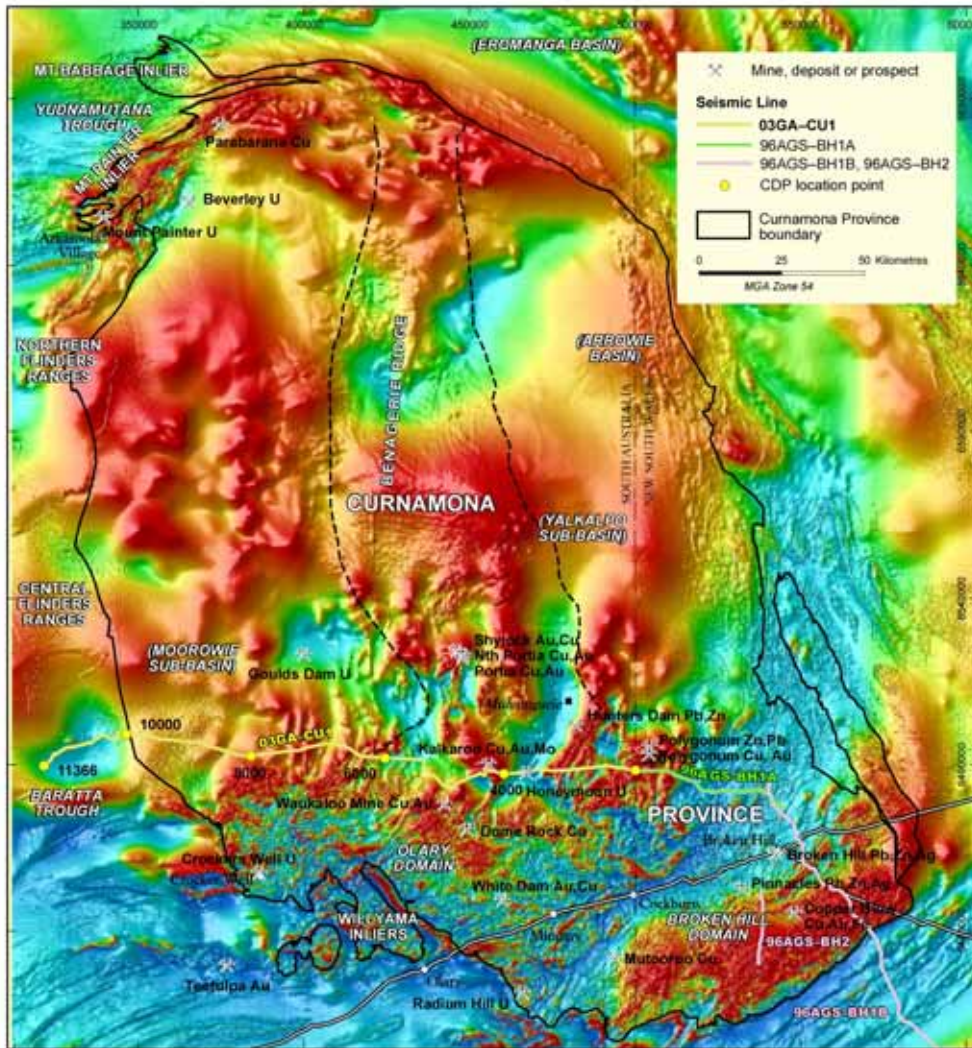 350000
400000
450000
(EROMANGA BASIN)
MT.BABBAGE INLIER
YUDNAMUTANA
TROUGH
MT.PAINTER
INLIER
Parabarana Cu
Beverley U
Mount Painter U
Arkaroola
Village
Mine, deposit or prospect
Seismic Line
03GA–CU1
96AGS–BH1A
96AGS–BH1B, 96AGS–BH2
CDP location point
Curnamona Province
boundary
0 25 50 Kilometres
MGA Zone 54
NORTHERN
FLINDERS
RANGES
BENAGERIE RIDGE
(ARROWIE
BASIN)
SOUTH AUSTRALIA
NEW SOUTH WALES
CURNAMONA
(YALKALPO
SUB-BASIN)
CENTRAL
FLINDERS
RANGES
(MOOROWIE
SUB-BASIN)
Goulds Dam U
Nth Portia Cu,Au
Portia Cu,Au
Hunters Dam Pb,Zn
10000
03GA–CU1
Kalkaroo Cu,Au,Mo
Polygonum Zn,Pb
Polygonum Cu, Au
11366
8000
6000
4000
Honeymoon U
96AGS–BH1A
BARATTA
TROUGH
Waukaloo Mine Cu,Au
PROVINCE
Dome Rock Cu
Broken Hill
OLARY
DOMAIN
Crockers Well U
Broken Hill Pb,Zn,Ag
White Dam Au,Cu
Pinnacles Pb,Zn,Ag
Cockburn
WILLYAMA
INLIERS
Mingary
BROKEN HILL
DOMAIN
96AGS–BH2
Mutooroo Cu
Teetulpa Au
Olary
Radium Hill U
96AGS–BH1B